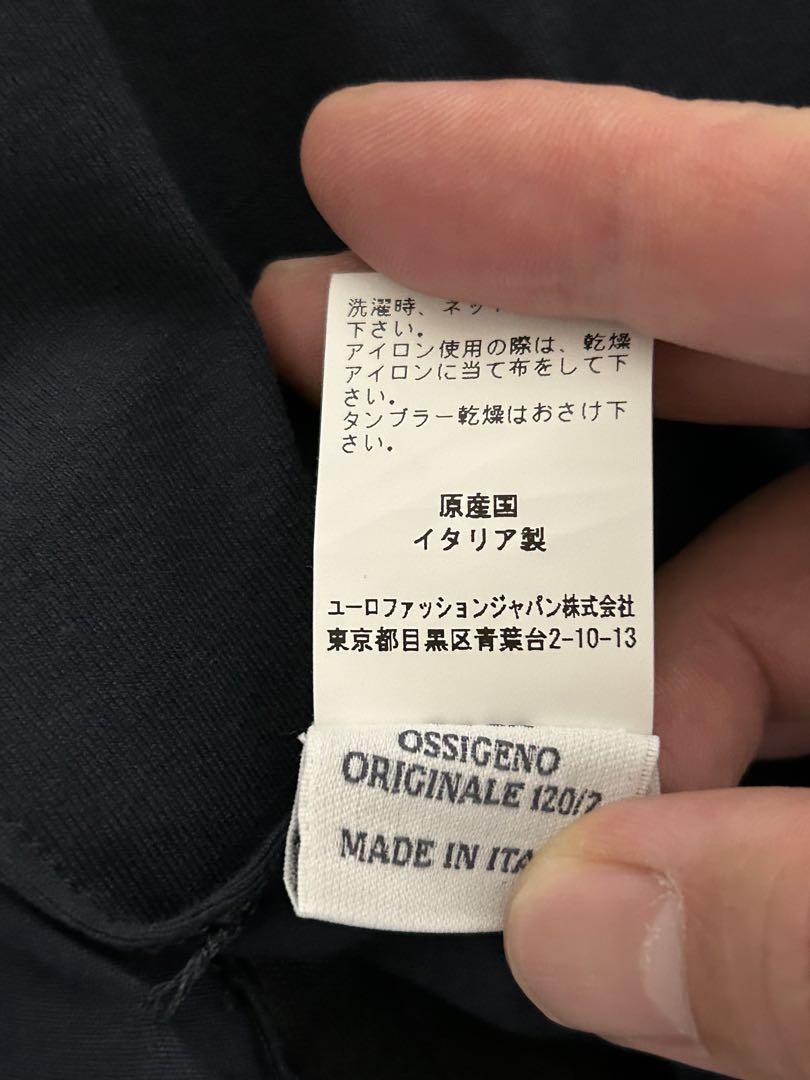 洗濯時、ネッ
下さい。
アイロン使用の際は、乾燥
アイロンに当て布をして下
さい。
タンブラー乾燥はおさけ下
さい。
原産国
イタリア製
ユーロファッションジャパン株式会社
東京都目黒区青葉台2-10-13
OSSIGENO
ORIGINALE 120/2
MADE IN ITA